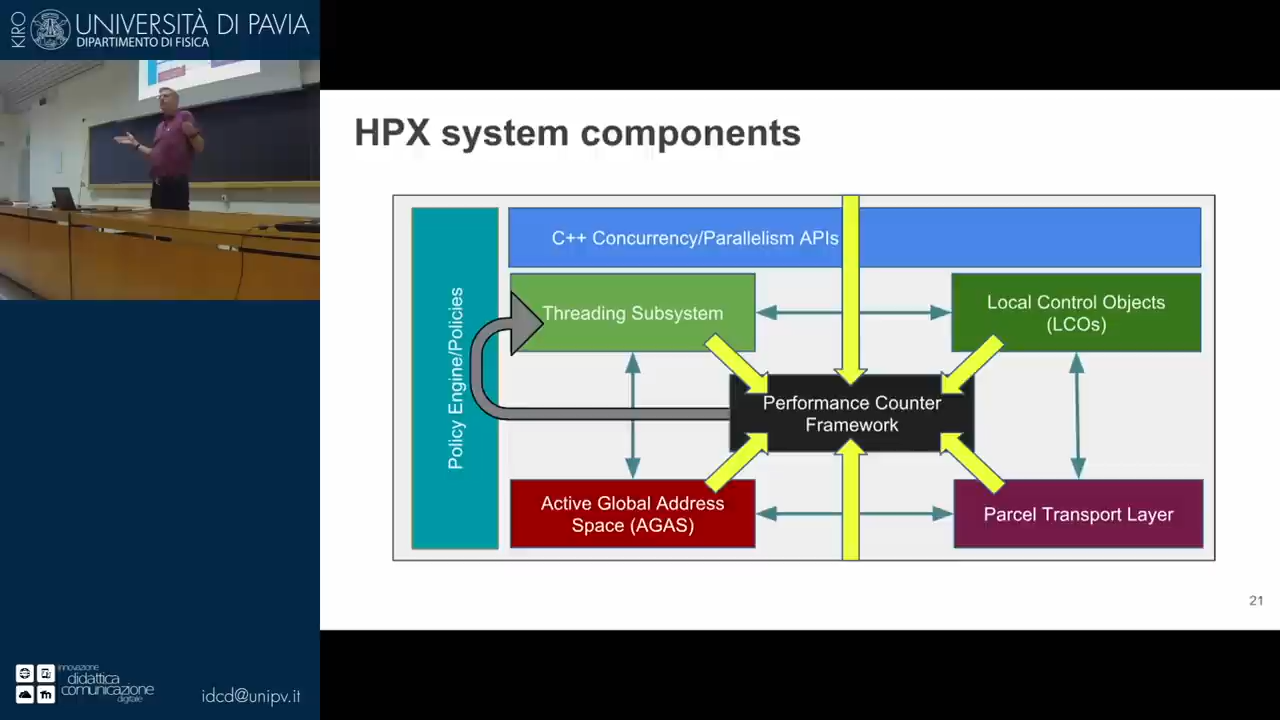 KIRO
UNIVERSITÀ DI PAVIA
DIPARTIMENTO DI FISICA
HPX system components
C++ Concurrency/Parallelism APIs
Policy Engine/Policies
Threading Subsystem
Local Control Objects
(LCOs)
Performance Counter
Framework
Active Global Address
Space (AGAS)
Parcel Transport Layer
21
innovazione
didattica
comunicazione
digitale
idcd@unipv.it